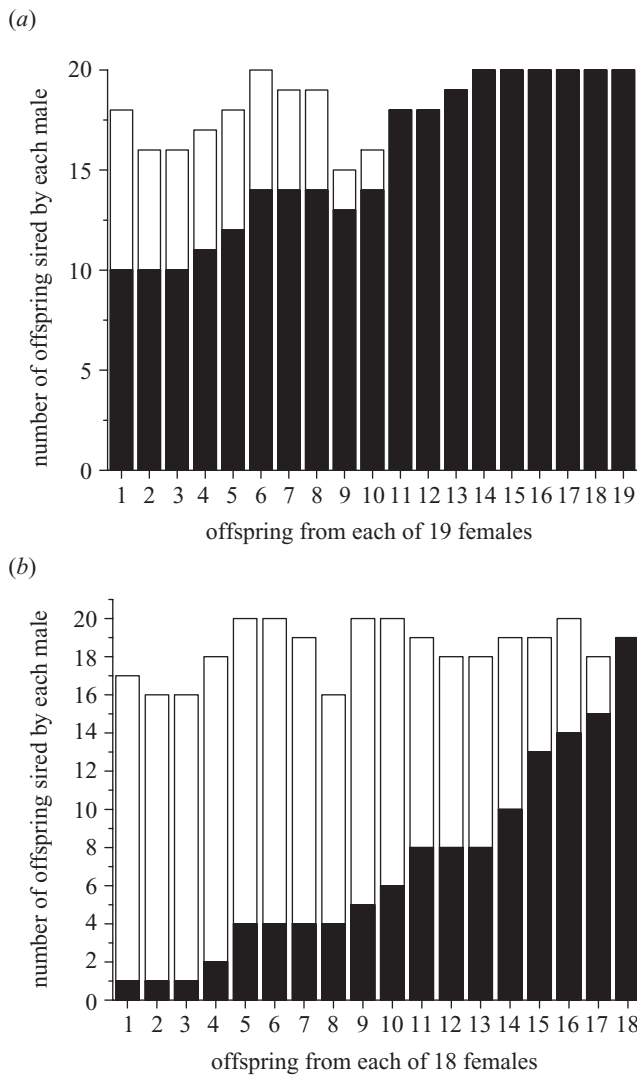 (a)
number of offspring sired by each male
20
15
10
5
0
1 2 3 4 5 6 7 8 9 10 11 12 13 14 15 16 17 18 19
offspring from each of 19 females
(b)
number of offspring sired by each male
20
18
16
14
12
10
8
6
4
2
0
1 2 3 4 5 6 7 8 9 10 11 12 13 14 15 16 17 18
offspring from each of 18 females